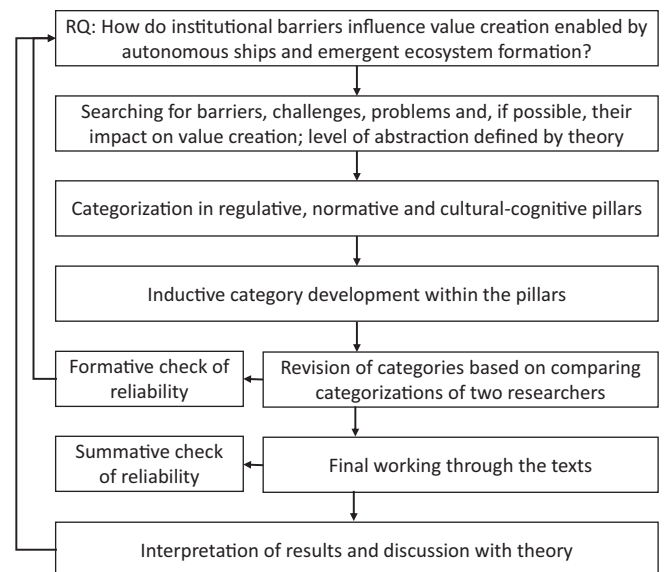 RQ: How do institutional barriers influence value creation enabled by
autonomous ships and emergent ecosystem formation?
Searching for barriers, challenges, problems and, if possible, their
impact on value creation; level of abstraction defined by theory
Categorization in regulative, normative and cultural-cognitive pillars
Inductive category development within the pillars
Formative check of
reliability
Revision of categories based on comparing
categorizations of two researchers
Summative check
of reliability
Final working through the texts
Interpretation of results and discussion with theory